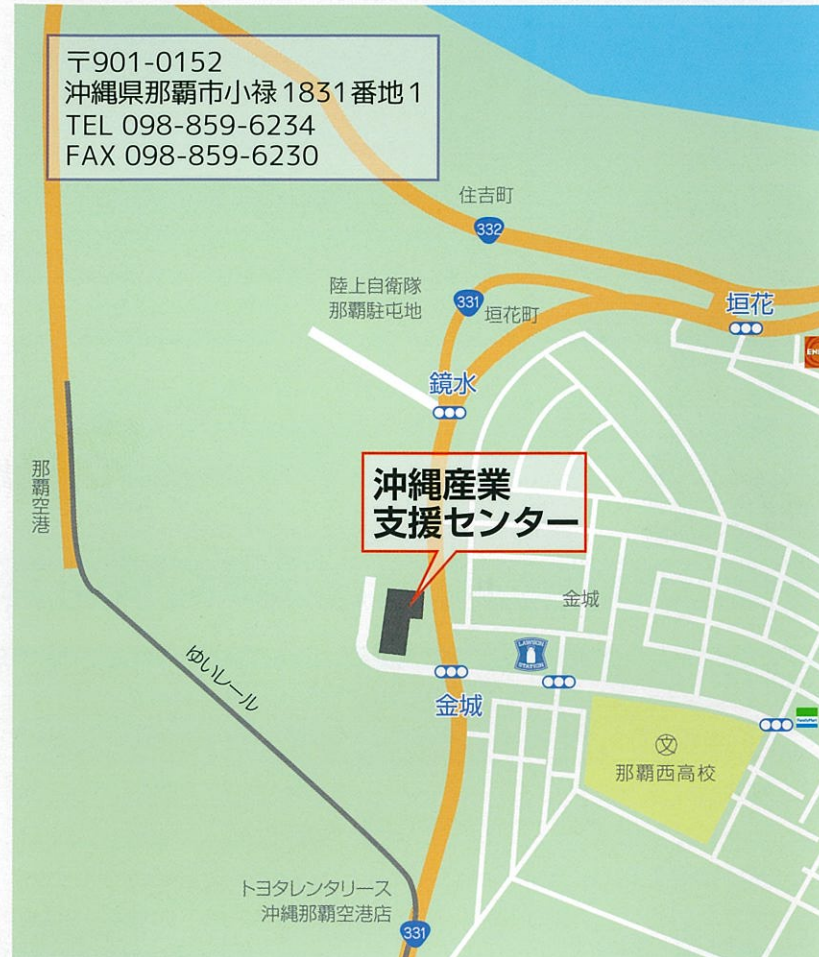 〒901-0152
沖縄県那覇市小禄1831番地1
TEL 098-859-6234
FAX 098-859-6230
住吉町
332
陸上自衛隊
那覇駐屯地
331
垣花町
垣花
鏡水
沖縄産業
支援センター
那覇空港
金城
LAWSON
STATION
ゆいレール
金城
FamilyMart
文
那覇西高校
トヨタレンタリース
沖縄那覇空港店
331